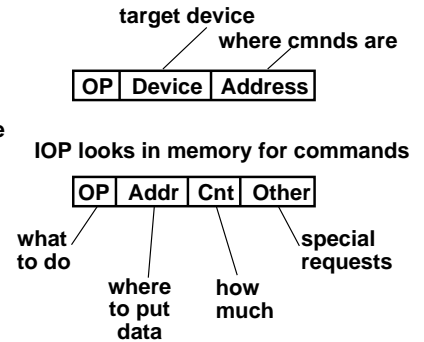 target device
where cmnds are
OP Device Address
e
IOP looks in memory for commands
OP Addr Cnt Other
what
to do
where
to put
data
how
much
special
requests